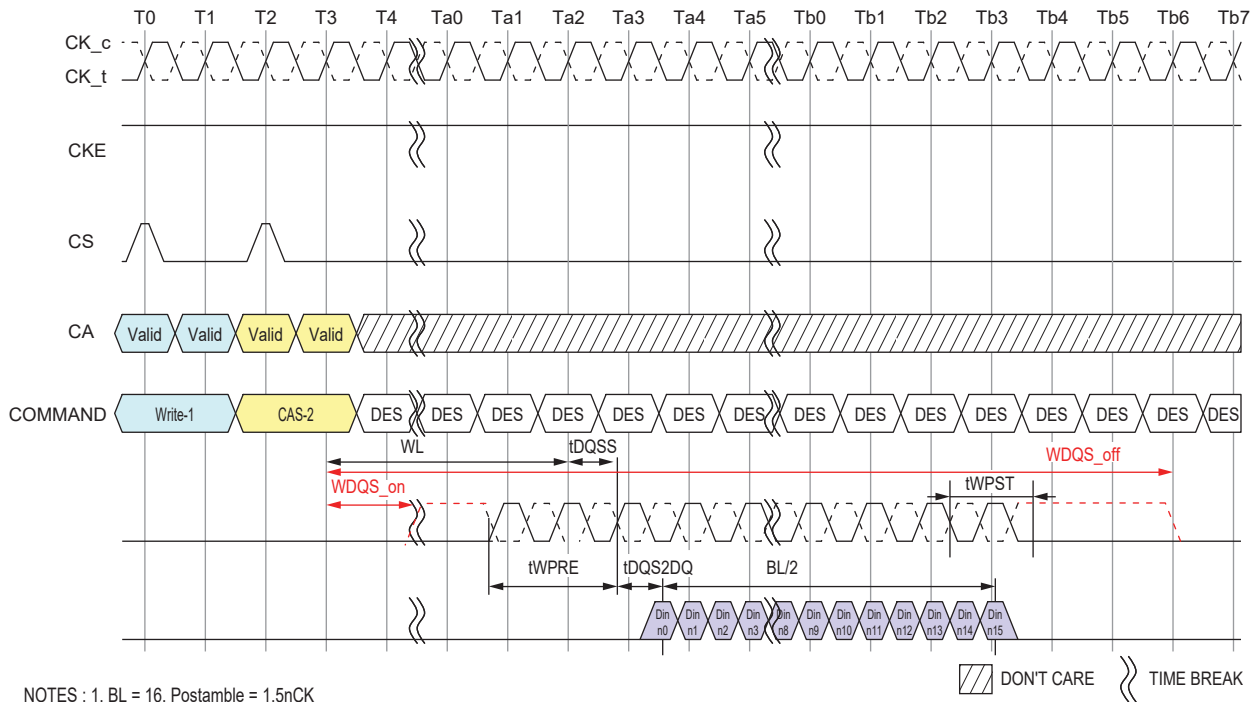 T0 T1 T2 T3 T4 Ta0 Ta1 Ta2 Ta3 Ta4 Ta5 Tb0 Tb1 Tb2 Tb3 Tb4 Tb5 Tb6 Tb7
CK_c
CK_t
CKE
CS
CA Valid Valid Valid Valid
COMMAND Write-1 CAS-2 DES DES DES DES DES DES DES DES DES DES DES DES DES DES DES
WL tDQSS WDQS_off
WDQS_on tWPST
tWPRE tDQS2DQ BL/2
Din Din Din Din Din Din Din Din Din Din Din Din
n0 n1 n2 n3 n8 n9 n10 n11 n12 n13 n14 n15
DON'T CARE TIME BREAK
NOTES : 1. BL = 16, Postamble = 1.5nCK